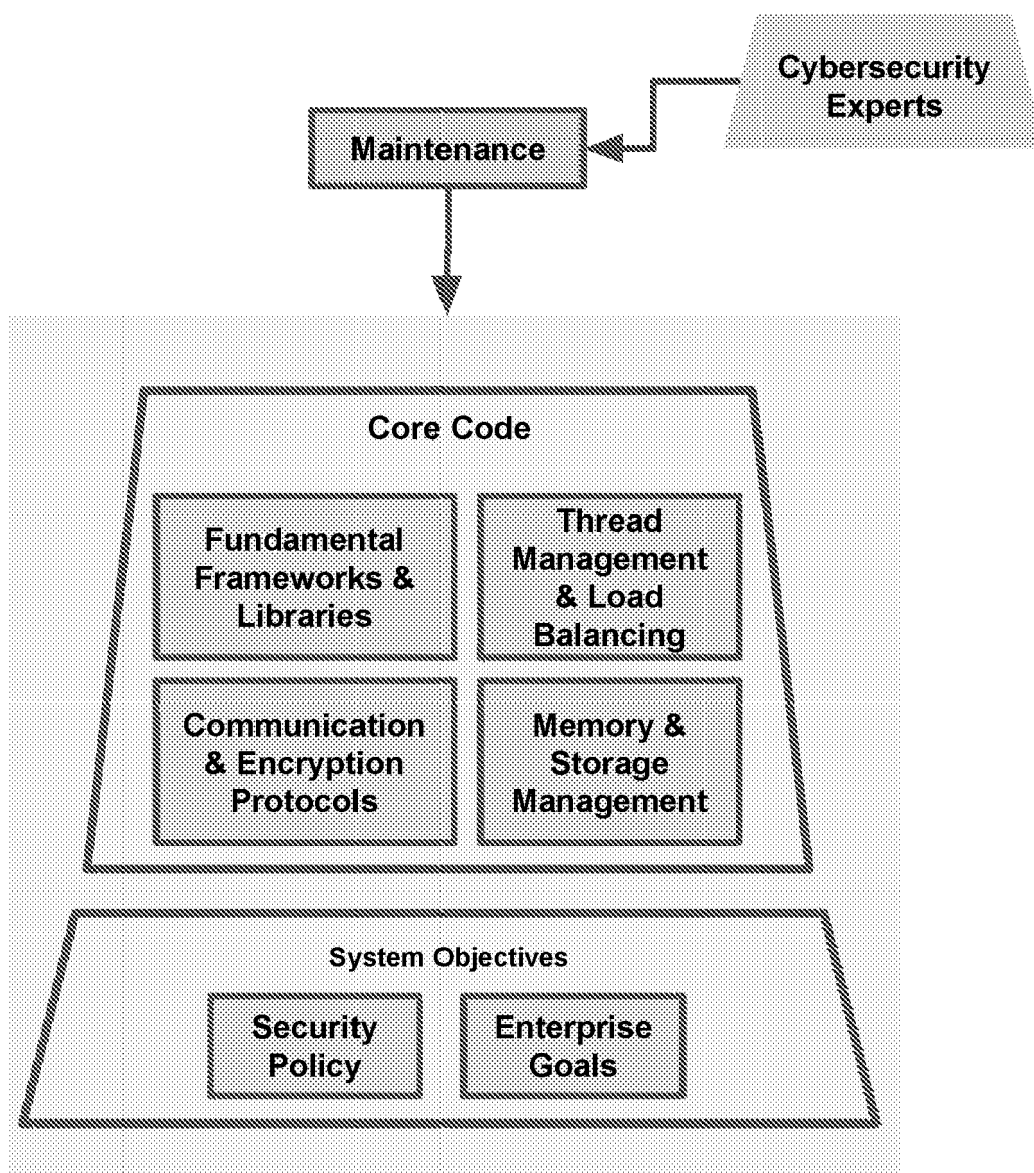 Cybersecurity
Experts
Maintenance
Core Code
Fundamental
Frameworks &
Libraries
Thread
Management
& Load
Balancing
Communication
& Encryption
Protocols
Memory &
Storage
Management
System Objectives
Security
Policy
Enterprise
Goals